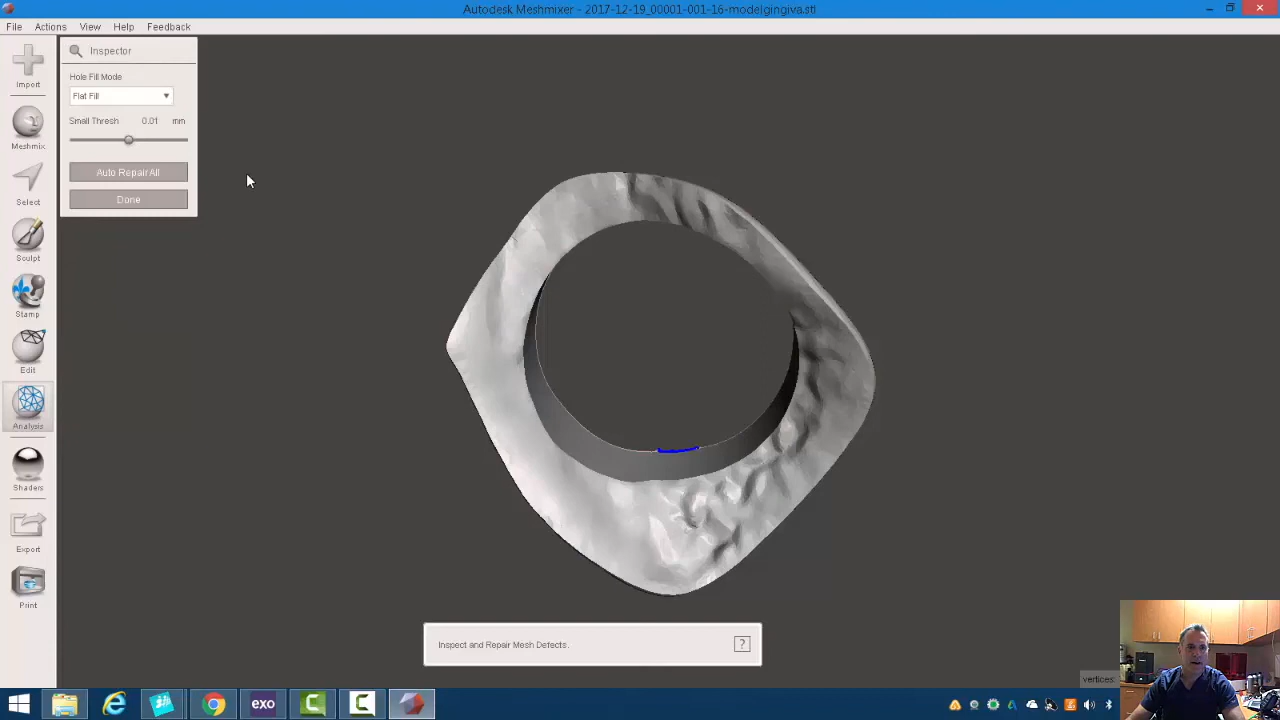 Autodesk Meshmixer - 2017-12-19_00001-001-16-modelgingiva.stl
File Actions View Help Feedback
Import
Meshmix
Select
Sculpt
Stamp
Edit
Analysis
Shaders
Export
Print
Inspector
Hole Fill Mode
Flat Fill
Small Thresh 0.01 mm
Auto Repair All
Done
Inspect and Repair Mesh Defects. ?
vertices:
exo